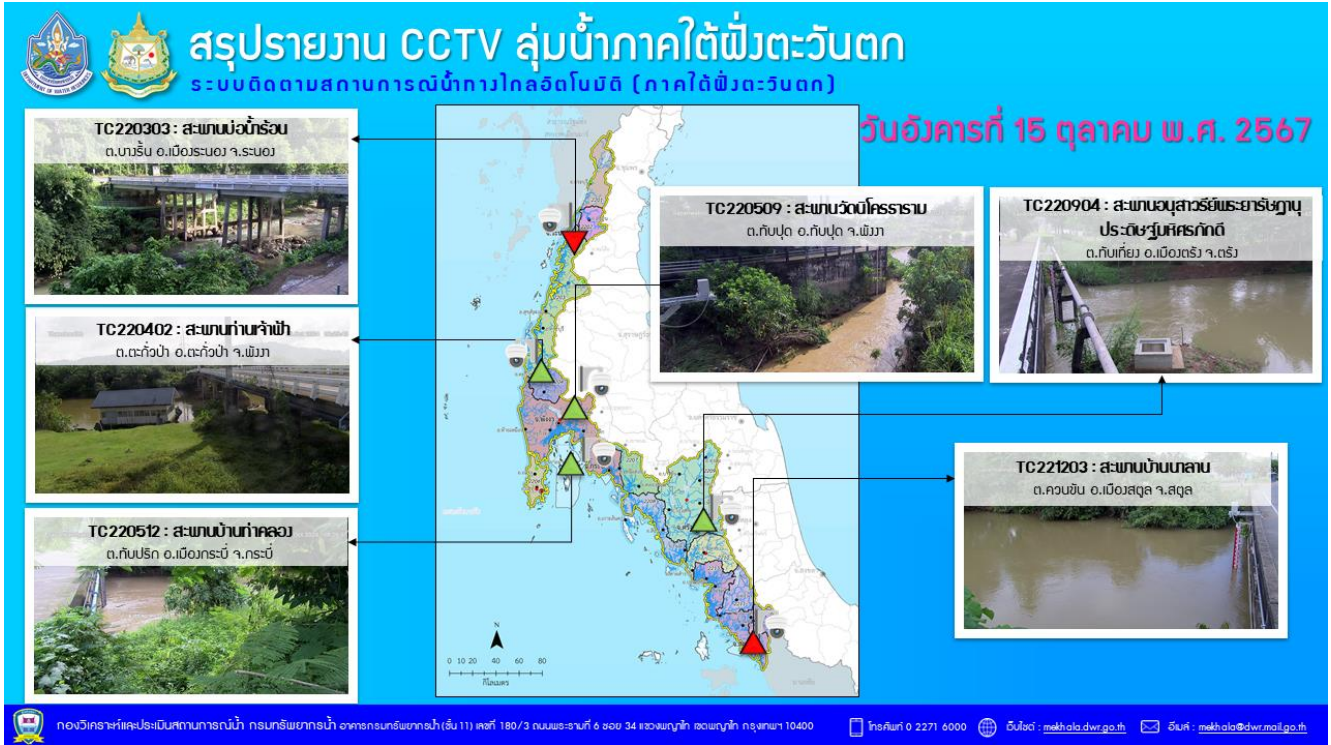 สรุปรายงาน CCTV ลุ่มน้ำภาคใต้ฝั่งตะวันตก
ระบบติดตามสถานการณ์น้ำทางไกลอัตโนมัติ (ภาคใต้ฝั่งตะวันตก)
วันอังคารที่ 15 ตุลาคม พ.ศ. 2567
TC220303 : สะพานบ่อน้ำร้อน
ต.บางริ้น อ.เมืองระนอง จ.ระนอง
TC220402 : สะพานท่านเจ้าฟ้า
ต.ตะกั่วป่า อ.ตะกั่วป่า จ.พังงา
TC220512 : สะพานบ้านท่าคลอง
ต.ทับปริก อ.เมืองกระบี่ จ.กระบี่
TC220509 : สะพานวัดนิโครธาราม
ต.ทับปุด อ.ทับปุด จ.พังงา
TC220904 : สะพานอนุสาวรีย์พระยารัษฎานุ
ประดิษฐ์มหิศรภักดี
ต.ทับเที่ยง อ.เมืองตรัง จ.ตรัง
TC221203 : สะพานบ้านนาลาน
ต.ควนขัน อ.เมืองสตูล จ.สตูล
N
0 10 20 40 60 80
กิโลเมตร
กองวิเคราะห์และประเมินสถานการณ์น้ำ กรมทรัพยากรน้ำ อาคารกรมทรัพยากรน้ำ (ชั้น 11) เลขที่ 180/3 ถนนพระรามที่ 6 ซอย 34 แขวงพญาไท เขตพญาไท กรุงเทพฯ 10400
โทรศัพท์ 0 2271 6000
เว็บไซต์ : mekhala.dwr.go.th
อีเมล์ : mekhala@dwr.mail.go.th